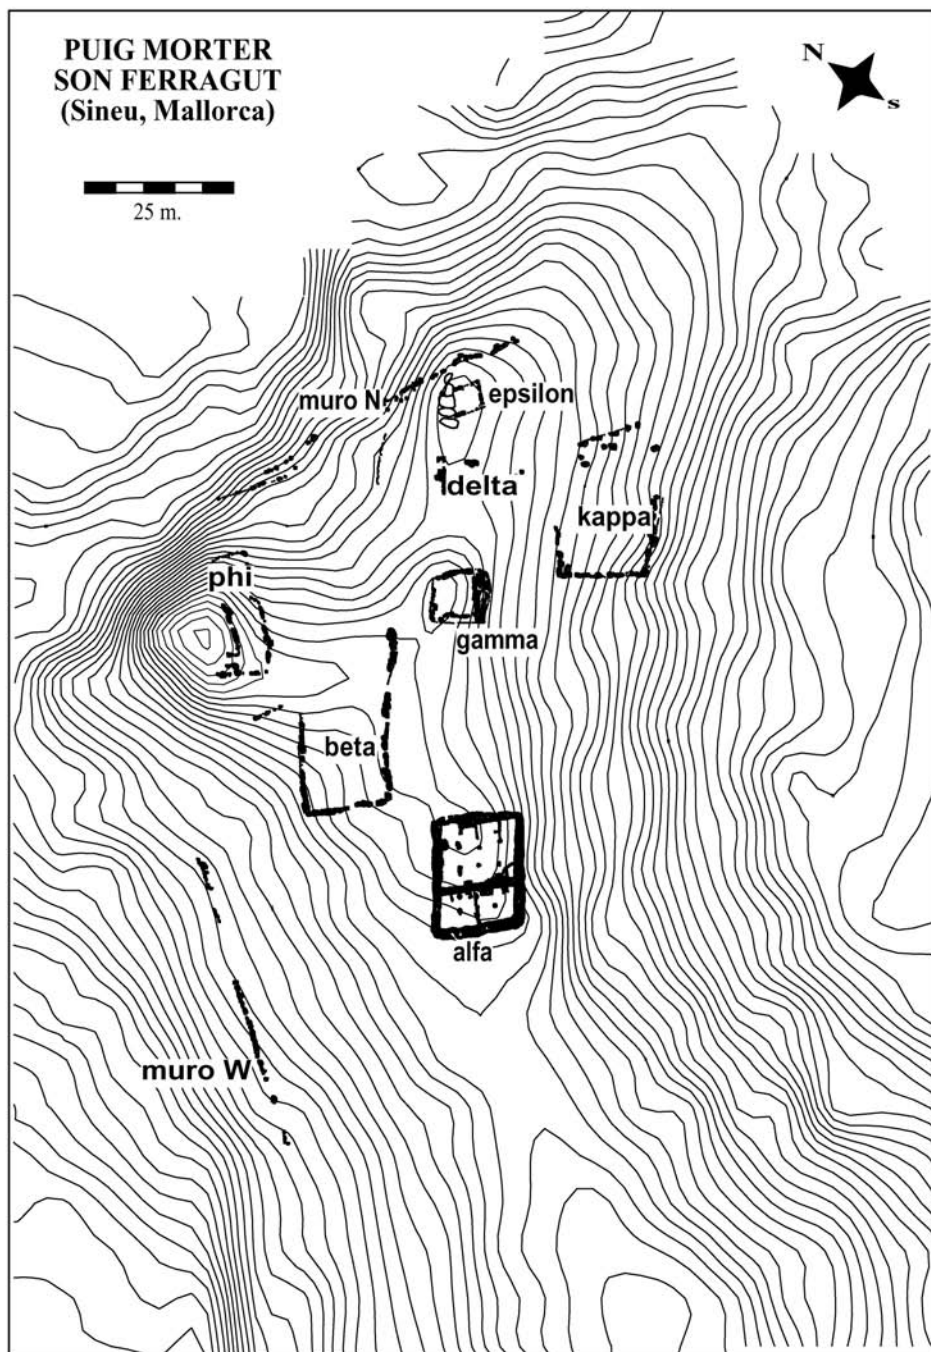 PUIG MORTER
SON FERRAGUT
(Sineu, Mallorca)
N
s
25 m.
muro N
epsilon
delta
kappa
phi
gamma
beta
alfa
muro W